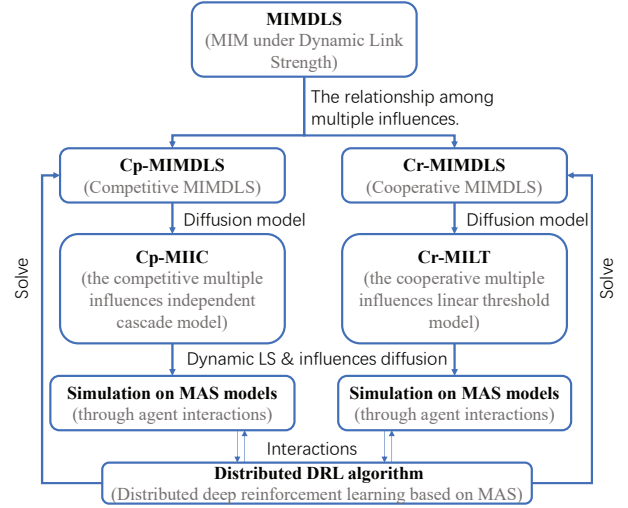 MIMDLS
(MIM under Dynamic Link
Strength)
The relationship among
multiple influences.
Cp-MIMDLS
(Competitive MIMDLS)
Cr-MIMDLS
(Cooperative MIMDLS)
Diffusion model
Diffusion model
Cp-MIIC
(the competitive multiple
influences independent
cascade model)
Cr-MILT
(the cooperative multiple
influences linear threshold
model)
Solve
Solve
Dynamic LS & influences diffusion
Simulation on MAS models
(through agent interactions)
Simulation on MAS models
(through agent interactions)
Interactions
Distributed DRL algorithm
(Distributed deep reinforcement learning based on MAS)